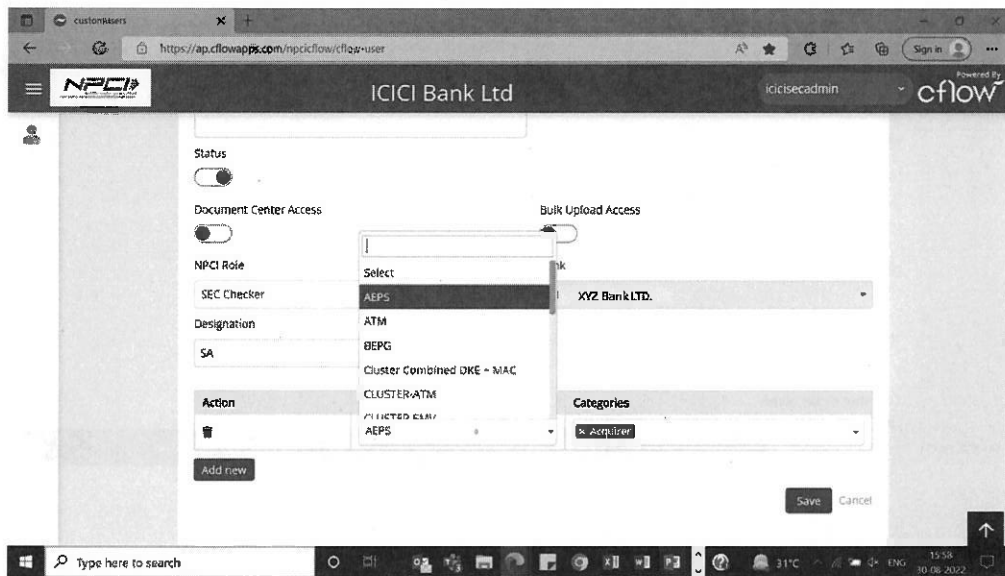 customusers
https://ap.cflowapps.com/npcicflow/cflow-user
Sign in
NPCI
ICICI Bank Ltd
icicisecadmin
Powered By
cflow
Status
Document Center Access
Bulk Upload Access
NPCI Role
nk
SEC Checker
XYZ Bank LTD.
Designation
SA
Select
AEPS
ATM
BEPG
Cluster Combined DKE - MAC
CLUSTER-ATM
CLUSTER-EMV
Action
Categories
AEPS
× Acquirer
Add new
Save
Cancel
Type here to search
31°C
ENG
15:58
30-08-2022